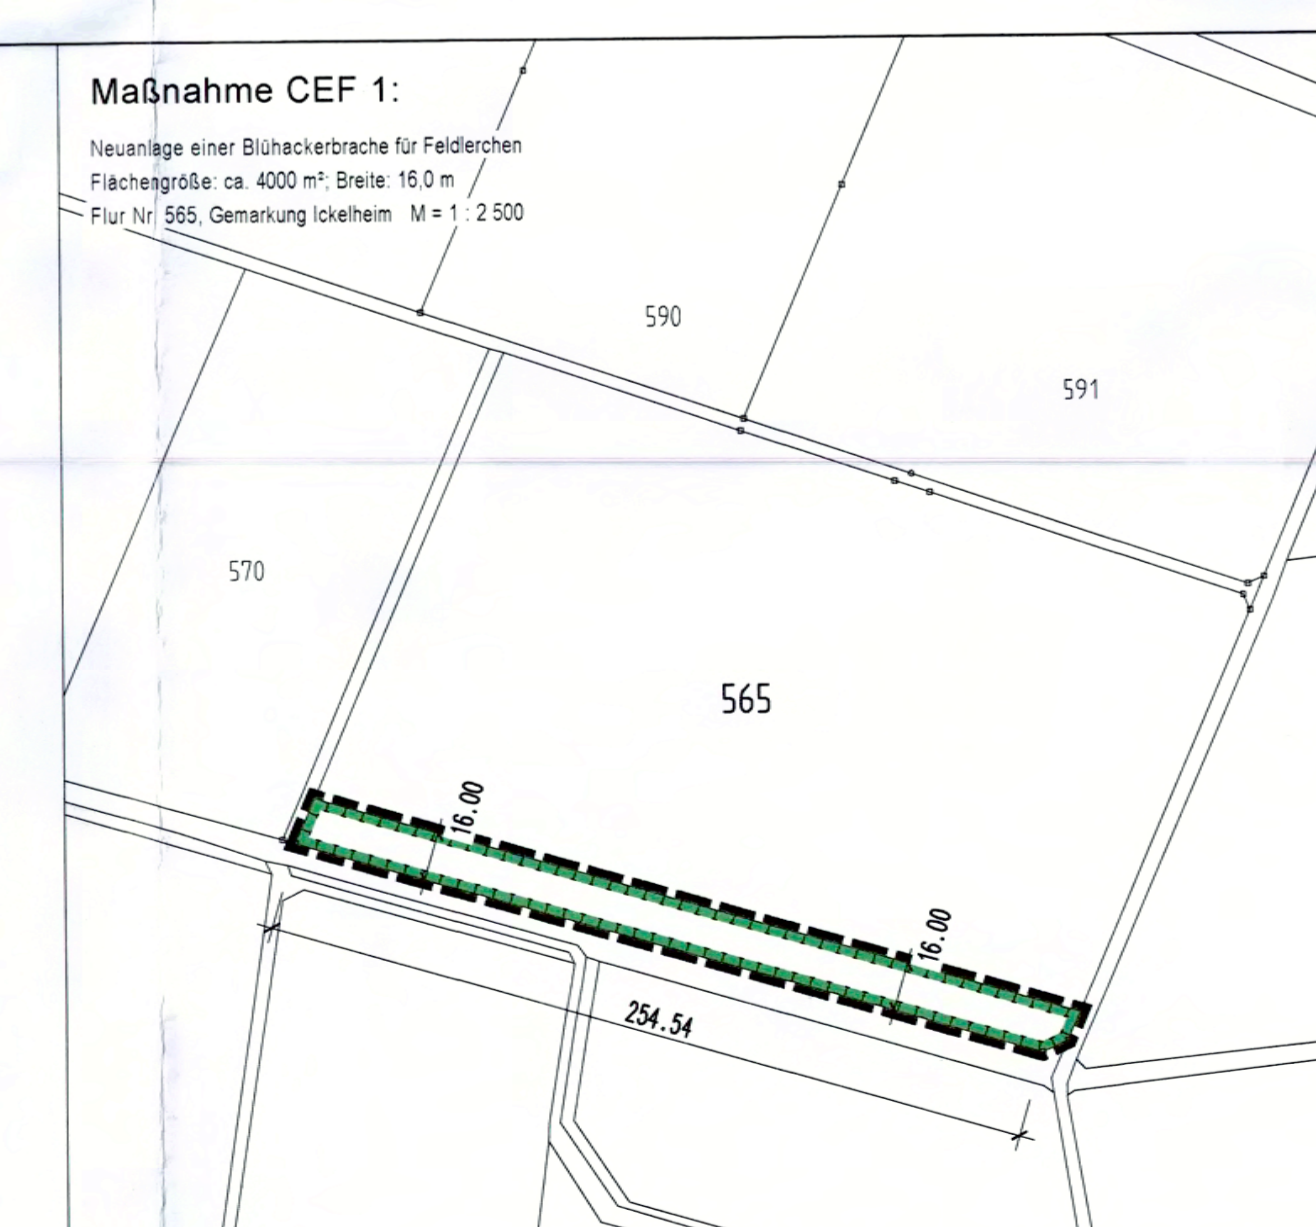 Maßnahme CEF 1:
Neuanlage einer Blühackerbrache für Feldlerchen
Flächengröße: ca. 4000 m²; Breite: 16,0 m
Flur Nr. 565, Gemarkung Ickelheim M = 1 : 2 500
590
591
570
565
16.00
16.00
254.54